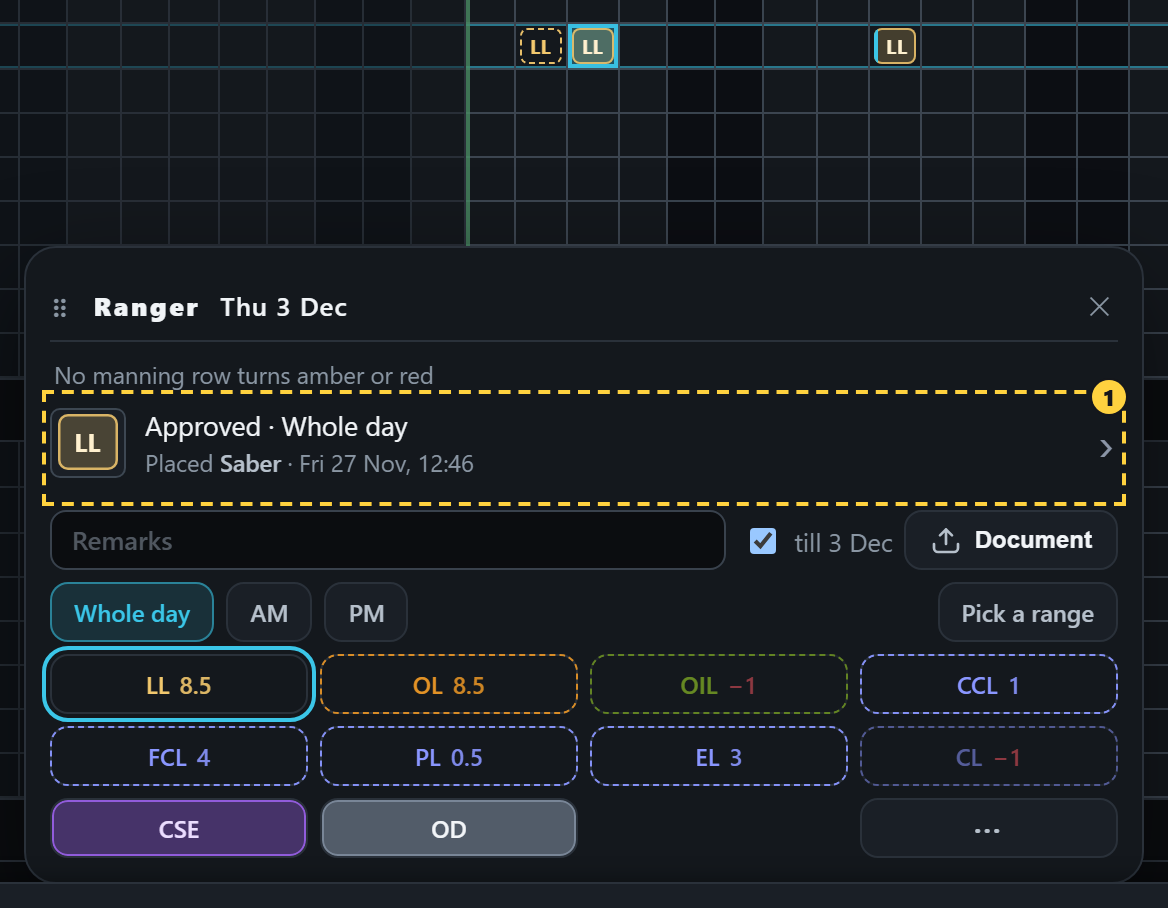 LL LL LL
Ranger Thu 3 Dec
No manning row turns amber or red
1
LL Approved · Whole day
Placed Saber · Fri 27 Nov, 12:46
Remarks till 3 Dec Document
Whole day AM PM Pick a range
LL 8.5 OL 8.5 OIL −1 CCL 1
FCL 4 PL 0.5 EL 3 CL −1
CSE OD ...